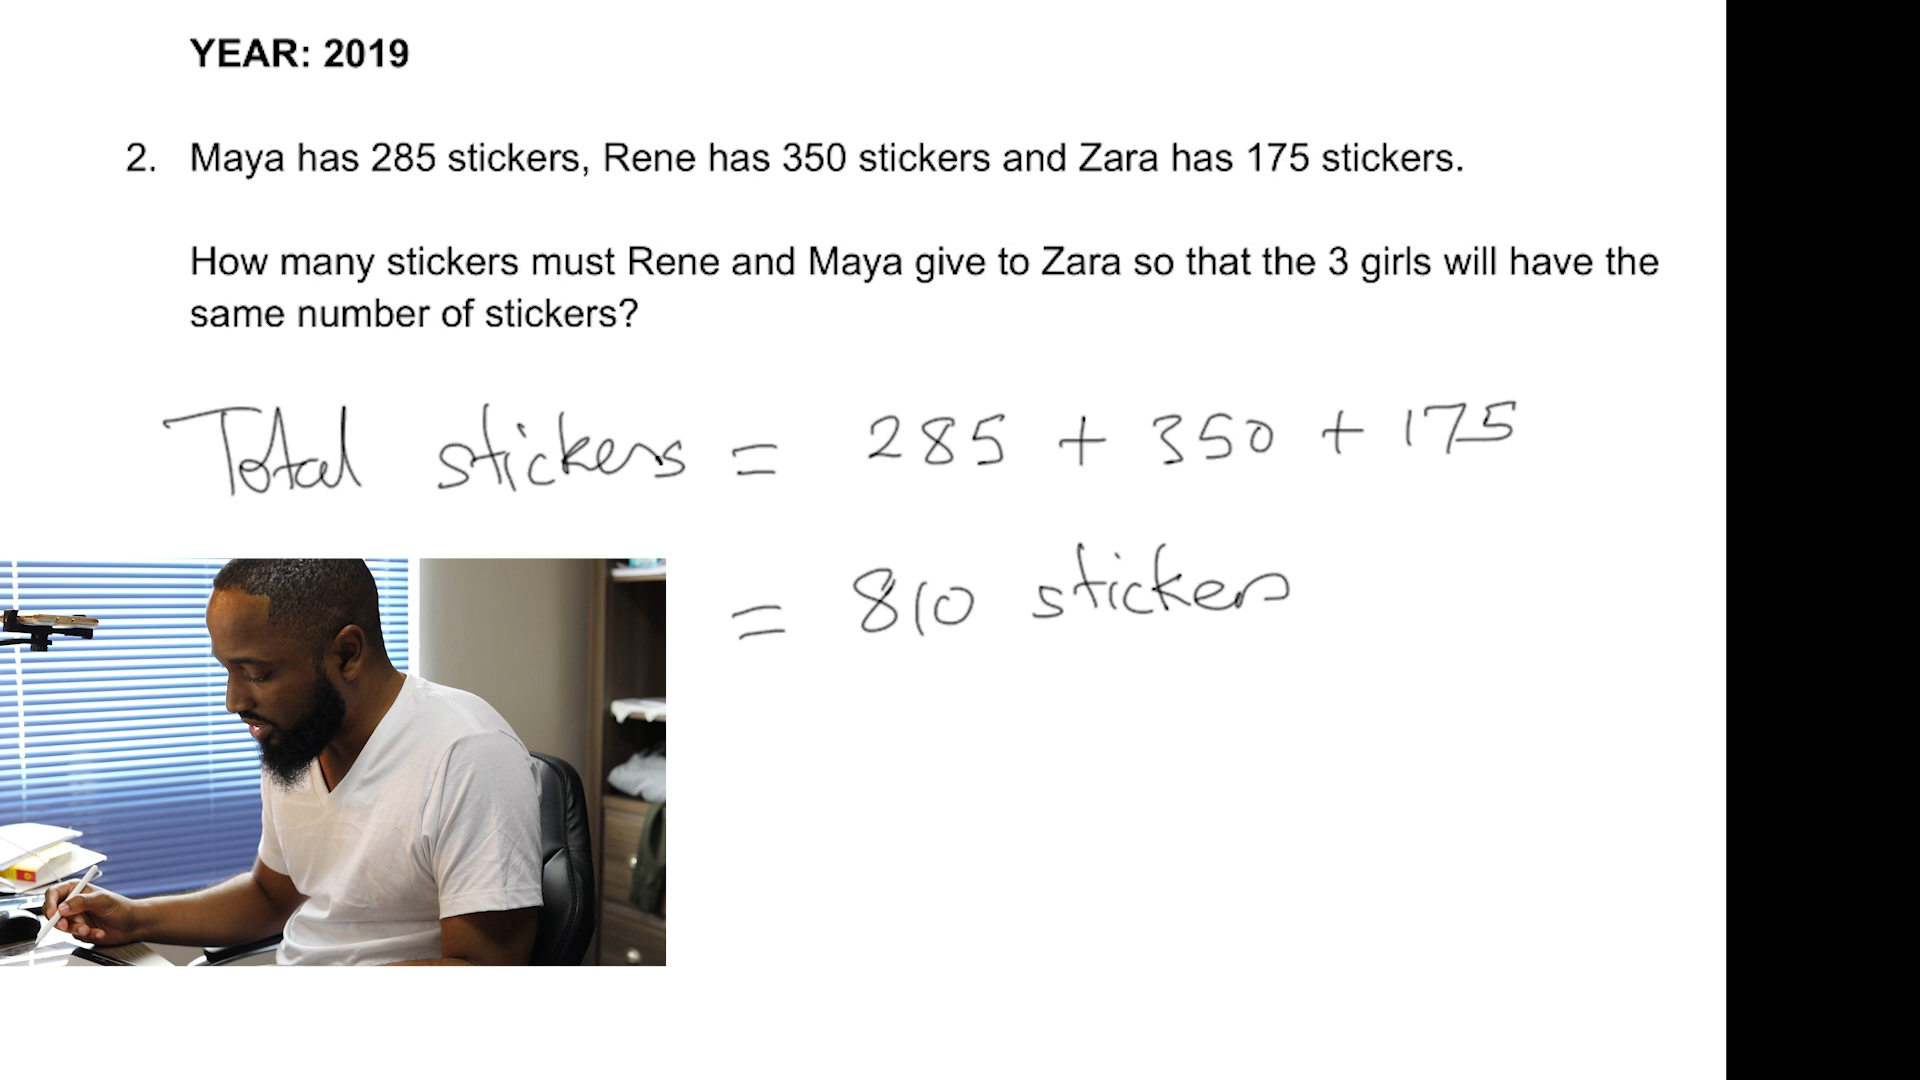 YEAR: 2019
2. Maya has 285 stickers, Rene has 350 stickers and Zara has 175 stickers.
How many stickers must Rene and Maya give to Zara so that the 3 girls will have the
same number of stickers?
Total stickers = 285 + 350 + 175
= 810 stickers